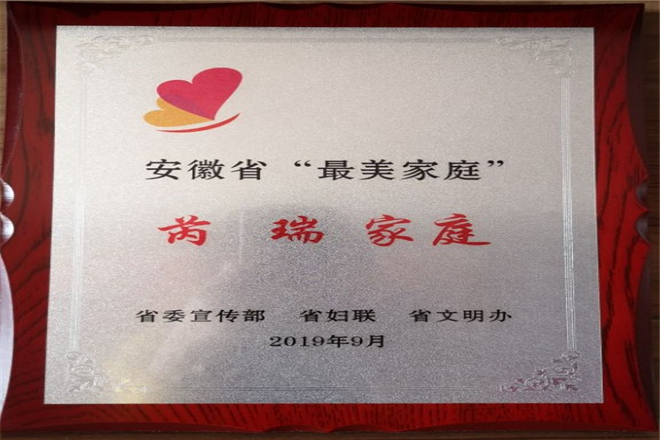 安徽省“最美家庭”
芮 瑞 家庭
省委宣传部 省妇联 省文明办
2019年9月